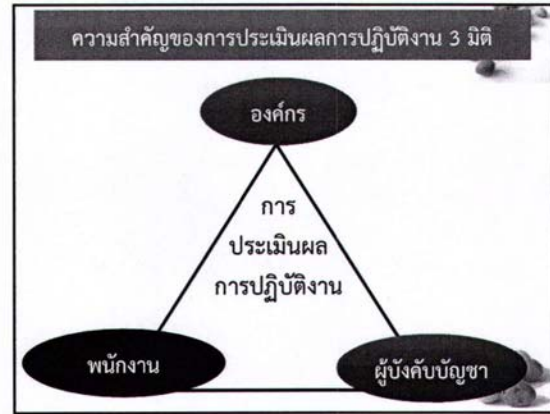 ความสำคัญของการประเมินผลการปฏิบัติงาน 3 มิติ
องค์กร
การ
ประเมินผล
การปฏิบัติงาน
พนักงาน
ผู้บังคับบัญชา